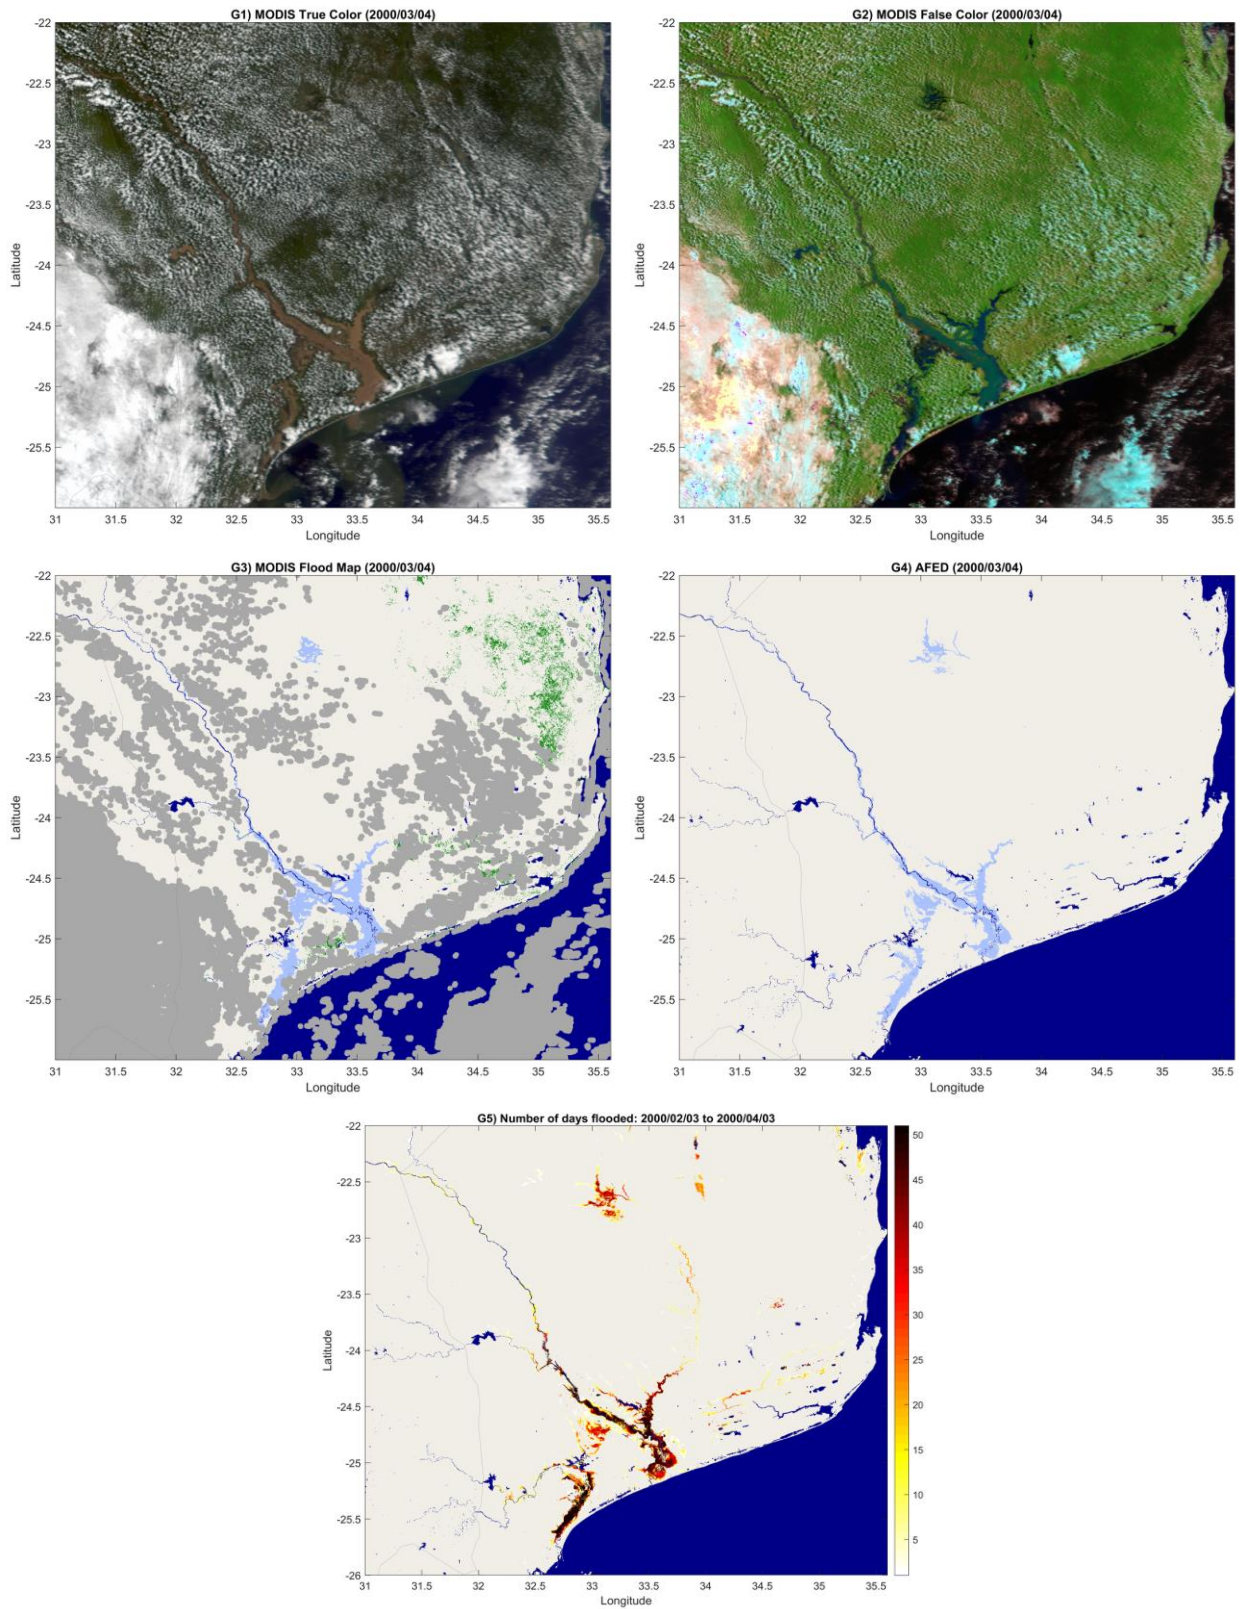 G1) MODIS True Color (2000/03/04)
-22
-22.5
-23
-23.5
-24
-24.5
-25
-25.5
Latitude
31 31.5 32 32.5 33 33.5 34 34.5 35 35.5
Longitude
G2) MODIS False Color (2000/03/04)
-22
-22.5
-23
-23.5
-24
-24.5
-25
-25.5
Latitude
31 31.5 32 32.5 33 33.5 34 34.5 35 35.5
Longitude
G3) MODIS Flood Map (2000/03/04)
-22
-22.5
-23
-23.5
-24
-24.5
-25
-25.5
Latitude
31 31.5 32 32.5 33 33.5 34 34.5 35 35.5
Longitude
G4) AFED (2000/03/04)
-22
-22.5
-23
-23.5
-24
-24.5
-25
-25.5
Latitude
31 31.5 32 32.5 33 33.5 34 34.5 35 35.5
Longitude
G5) Number of days flooded: 2000/02/03 to 2000/04/03
-22
-22.5
-23
-23.5
-24
-24.5
-25
-25.5
-26
Latitude
31 31.5 32 32.5 33 33.5 34 34.5 35 35.5
Longitude
50
45
40
35
30
25
20
15
10
5